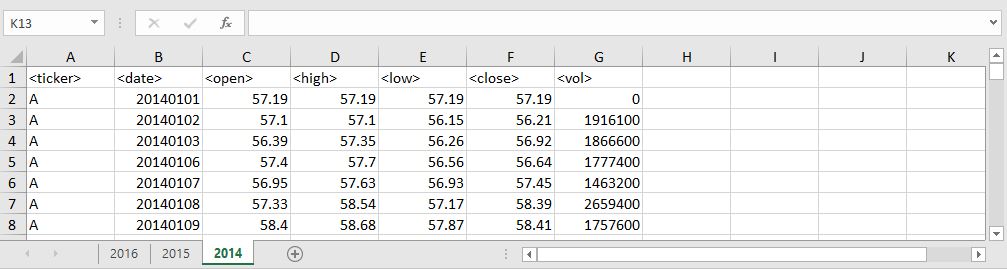 K13 fx
A B C D E F G H I J K
1 <ticker> <date> <open> <high> <low> <close> <vol>
2 A 20140101 57.19 57.19 57.19 57.19 0
3 A 20140102 57.1 57.1 56.15 56.21 1916100
4 A 20140103 56.39 57.35 56.26 56.92 1866600
5 A 20140106 57.4 57.7 56.56 56.64 1777400
6 A 20140107 56.95 57.63 56.93 57.45 1463200
7 A 20140108 57.33 58.54 57.17 58.39 2659400
8 A 20140109 58.4 58.68 57.87 58.41 1757600
2016 2015 2014